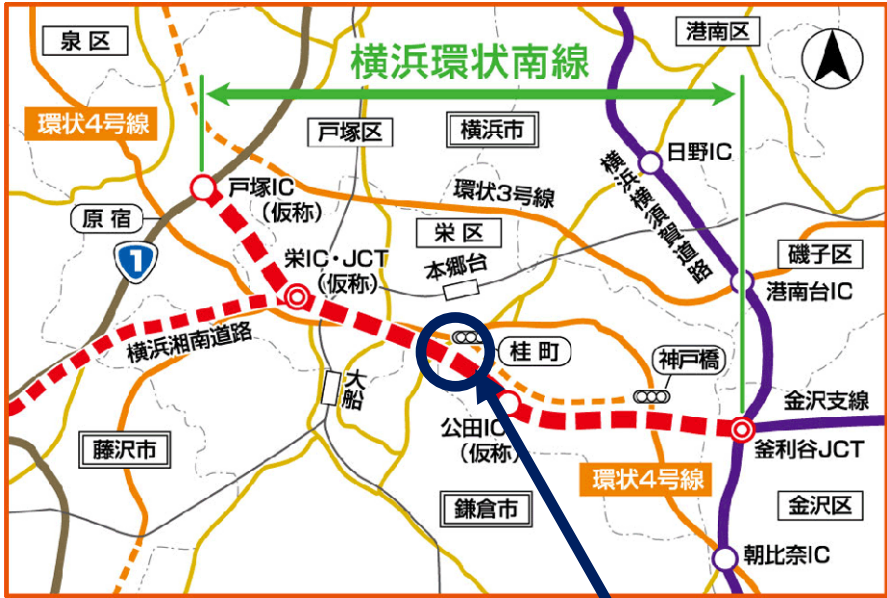 泉区
港南区
横浜環状南線
環状4号線
戸塚区
横浜市
日野IC
戸塚IC
(仮称)
環状3号線
横浜横須賀道路
原宿
栄区
磯子区
1
栄IC・JCT
(仮称)
本郷台
港南台IC
横浜湘南道路
桂町
神戸橋
大船
金沢支線
公田IC
(仮称)
藤沢市
釜利谷JCT
環状4号線
鎌倉市
金沢区
朝比奈IC